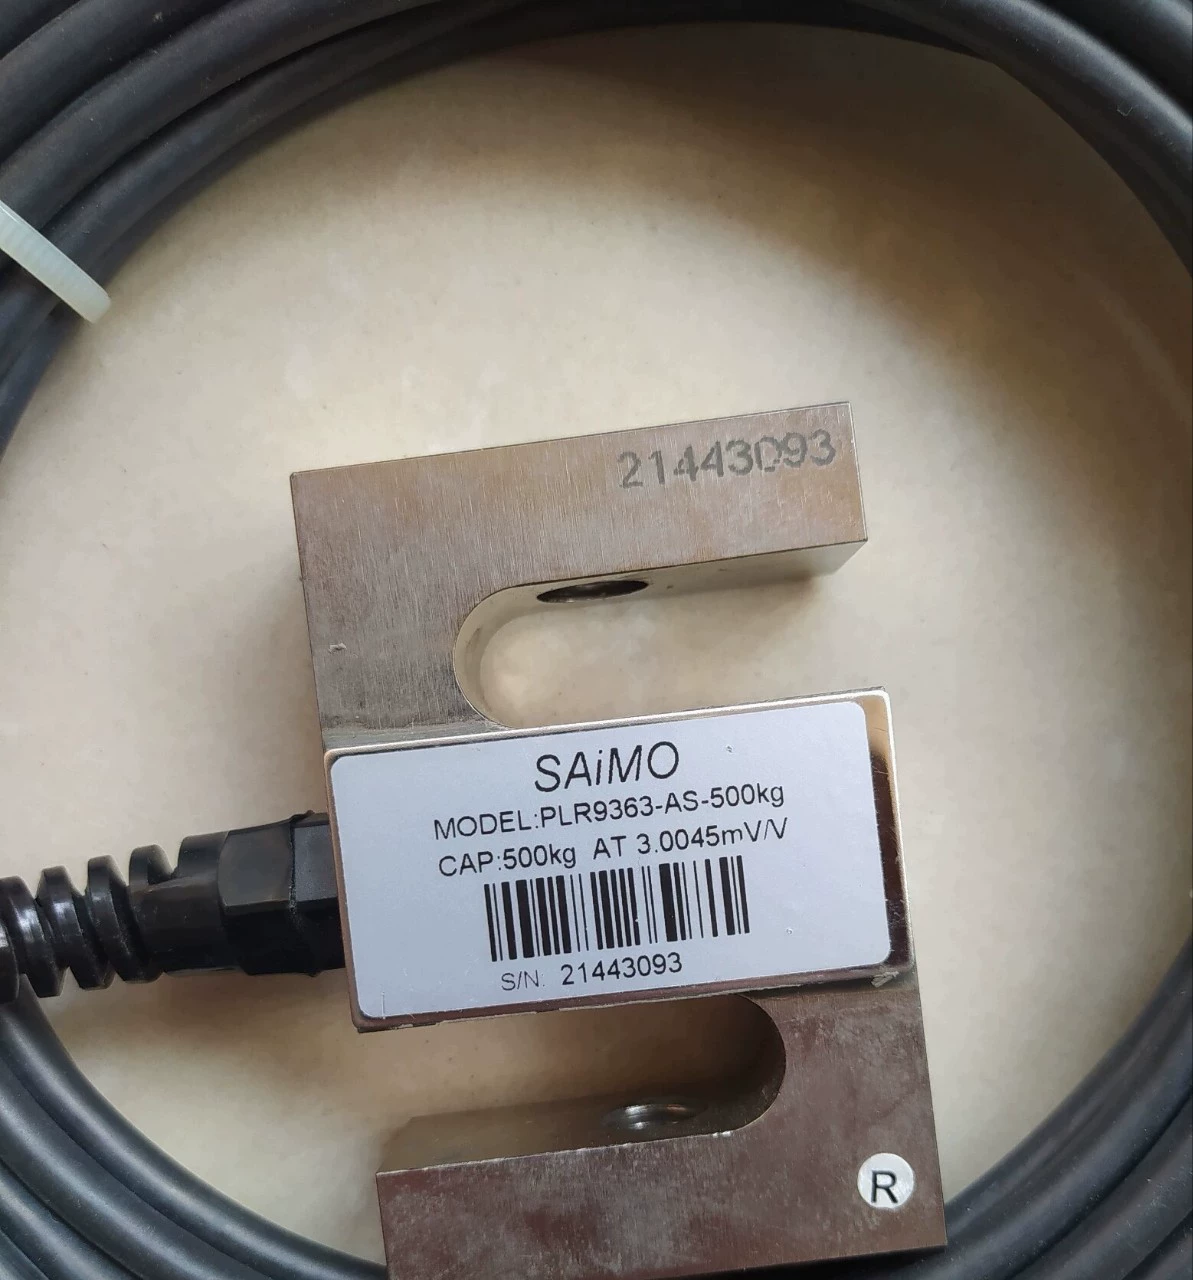 21443093
SAiMO
MODEL:PLR9363-AS-500kg
CAP:500kg AT 3.0045mV/V
S/N. 21443093
R